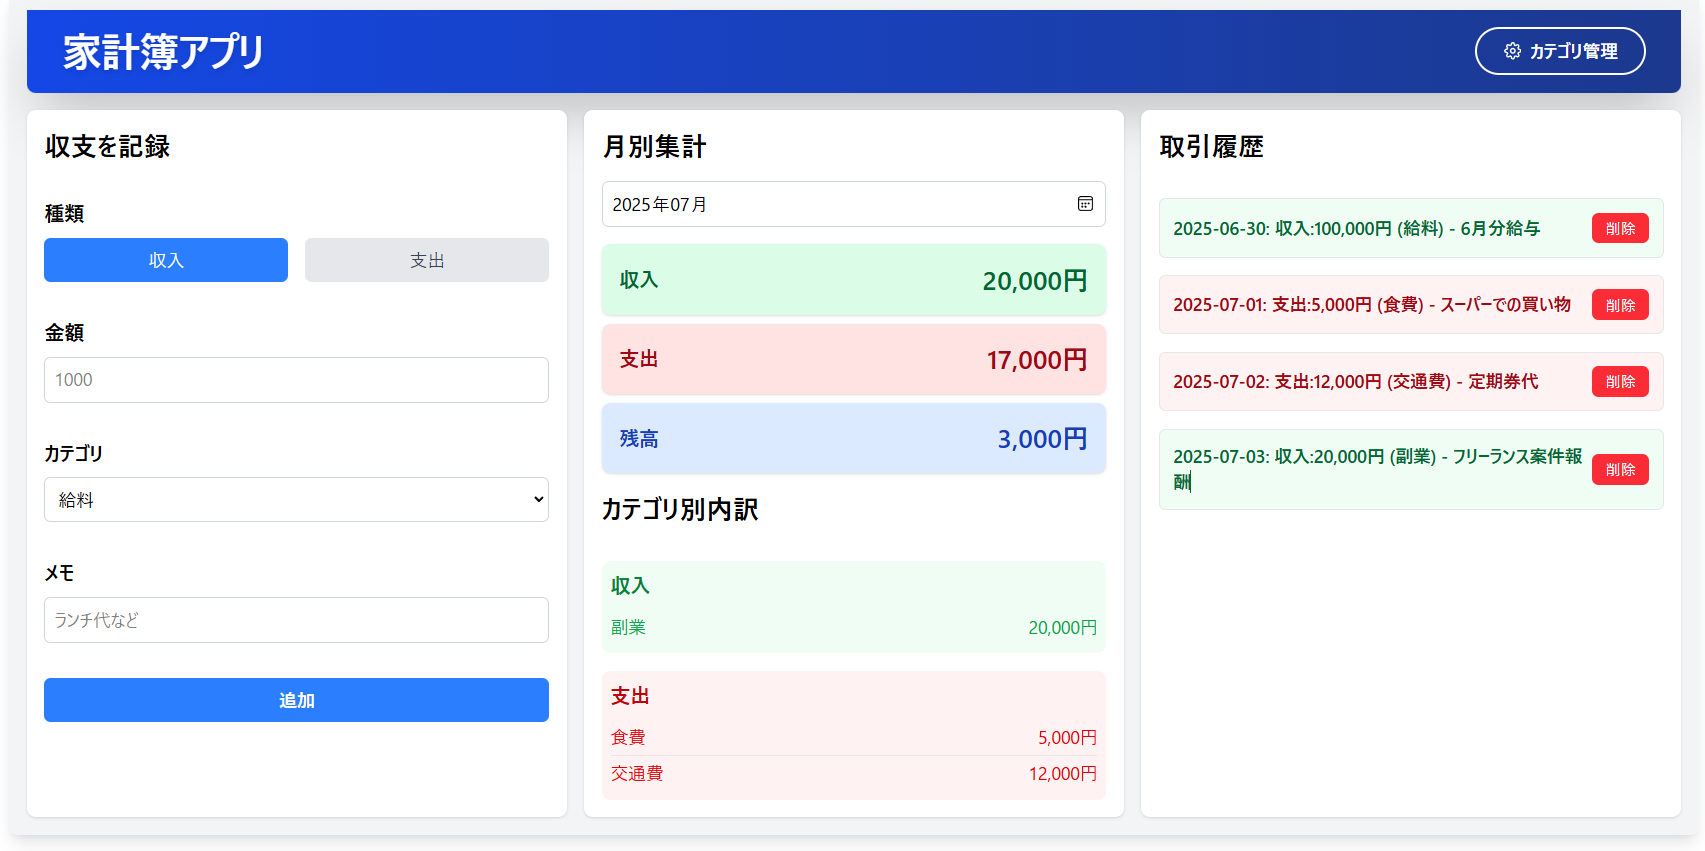 家計簿アプリ
カテゴリ管理
収支を記録
種類
収入
支出
金額
1000
カテゴリ
給料
メモ
ランチ代など
追加
月別集計
2025年07月
収入 20,000円
支出 17,000円
残高 3,000円
カテゴリ別内訳
収入
副業 20,000円
支出
食費 5,000円
交通費 12,000円
取引履歴
2025-06-30: 収入:100,000円 (給料) - 6月分給与 削除
2025-07-01: 支出:5,000円 (食費) - スーパーでの買い物 削除
2025-07-02: 支出:12,000円 (交通費) - 定期券代 削除
2025-07-03: 収入:20,000円 (副業) - フリーランス案件報
酬
削除